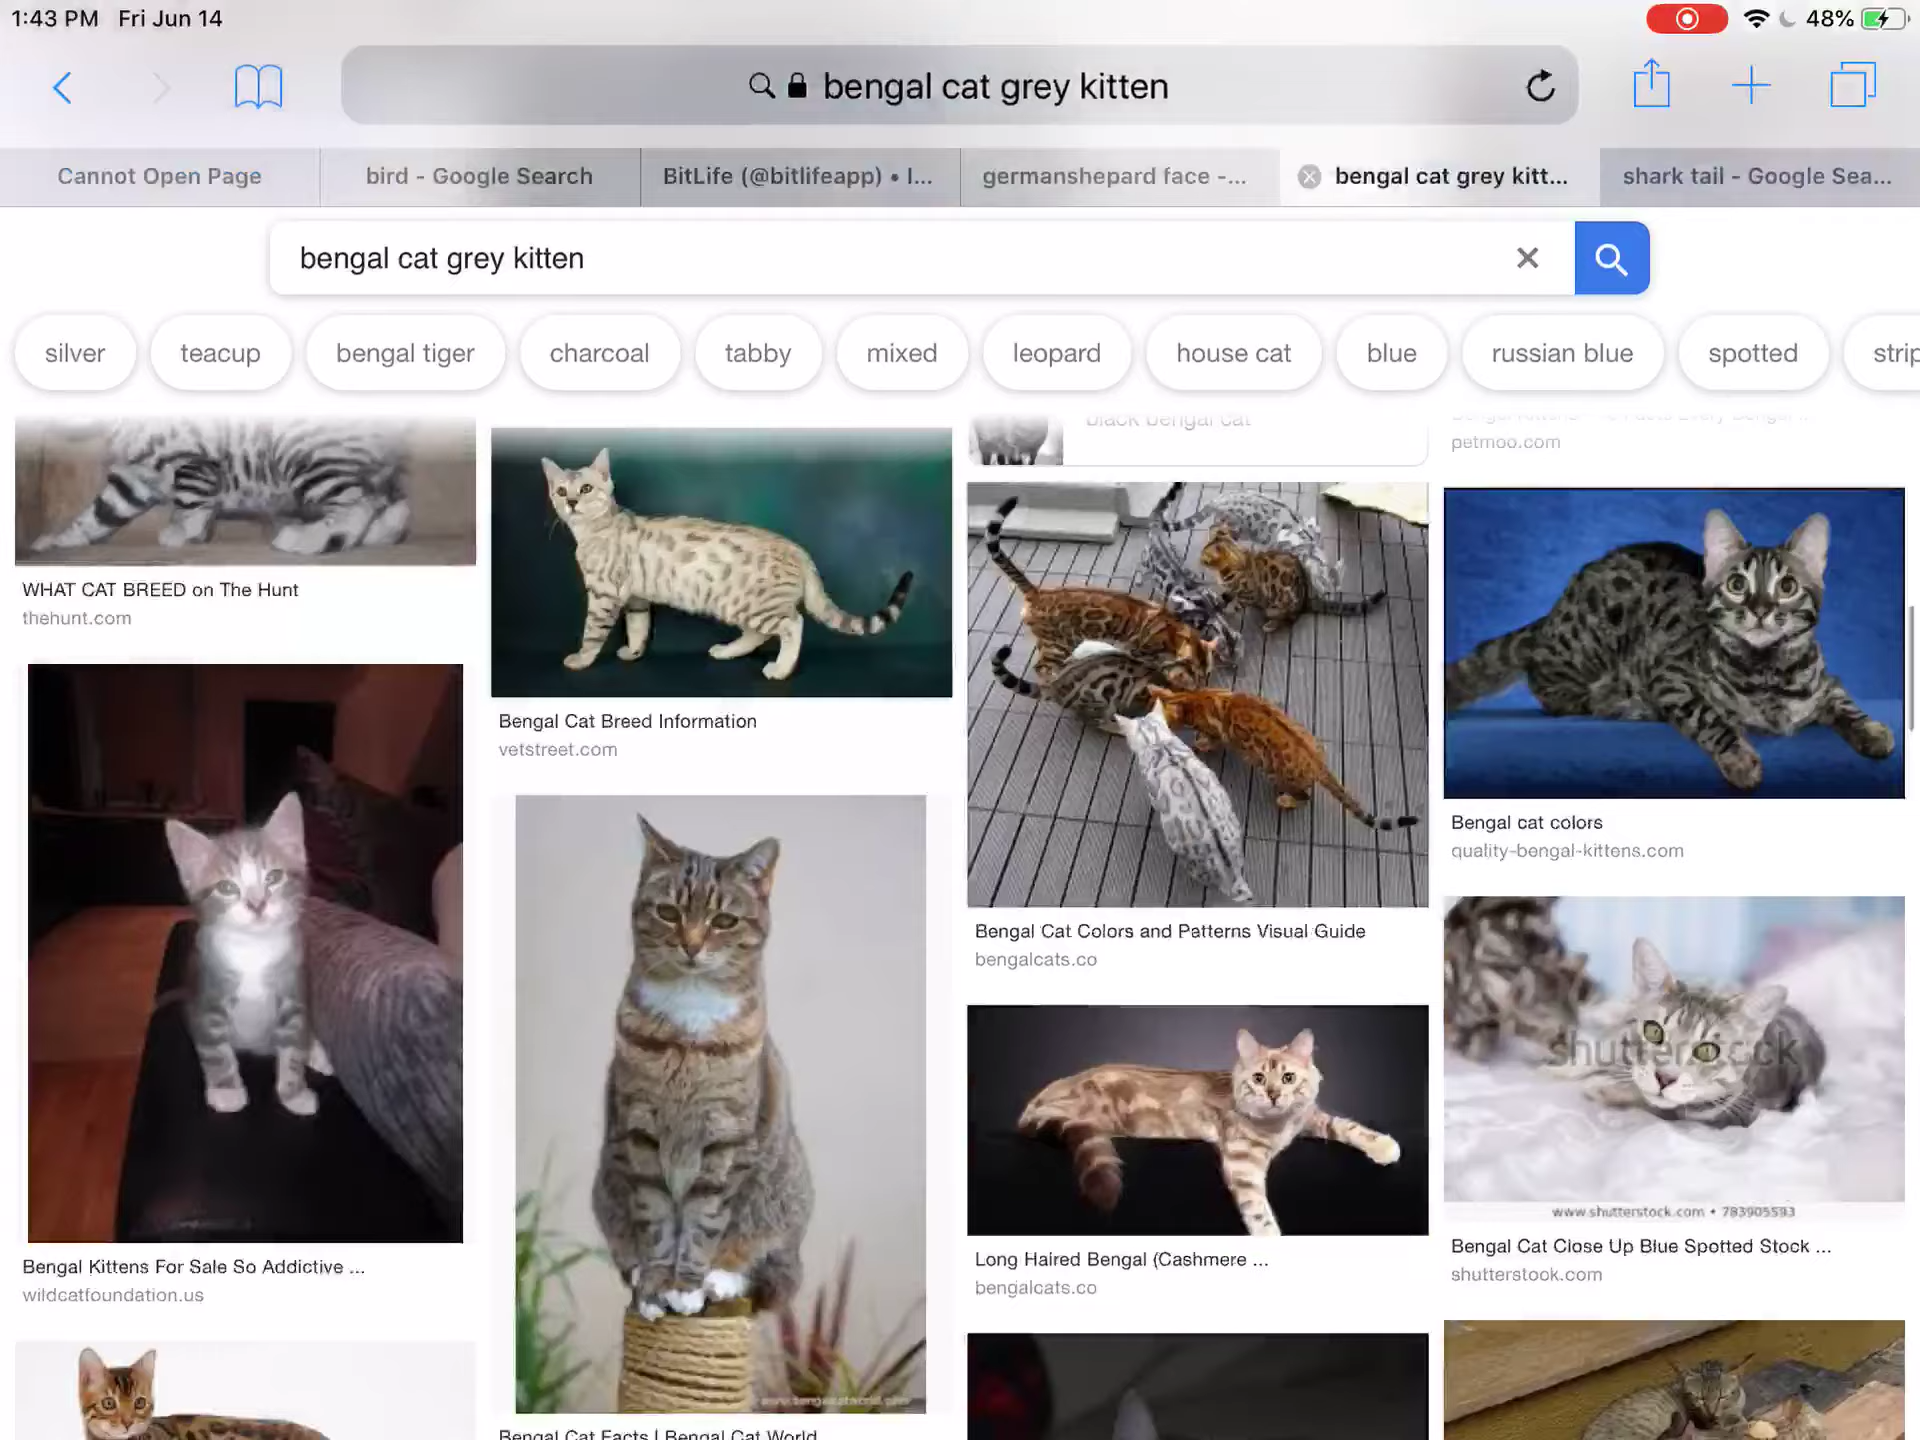 1:43 PM Fri Jun 14
48%
bengal cat grey kitten
Cannot Open Page
bird - Google Search
BitLife (@bitlifeapp) • I...
germanshepard face -...
bengal cat grey kitt...
shark tail - Google Sea...
bengal cat grey kitten
silver
teacup
bengal tiger
charcoal
tabby
mixed
leopard
house cat
blue
russian blue
spotted
strip
black bengal cat
petmoo.com
WHAT CAT BREED on The Hunt
thehunt.com
Bengal Cat Breed Information
vetstreet.com
Bengal cat colors
quality-bengal-kittens.com
Bengal Cat Colors and Patterns Visual Guide
bengalcats.co
shutterstock
www.shutterstock.com • 783905593
Bengal Cat Close Up Blue Spotted Stock ...
shutterstock.com
Long Haired Bengal (Cashmere ...
bengalcats.co
Bengal Kittens For Sale So Addictive ...
wildcatfoundation.us
Bengal Cat Facts | Bengal Cat World